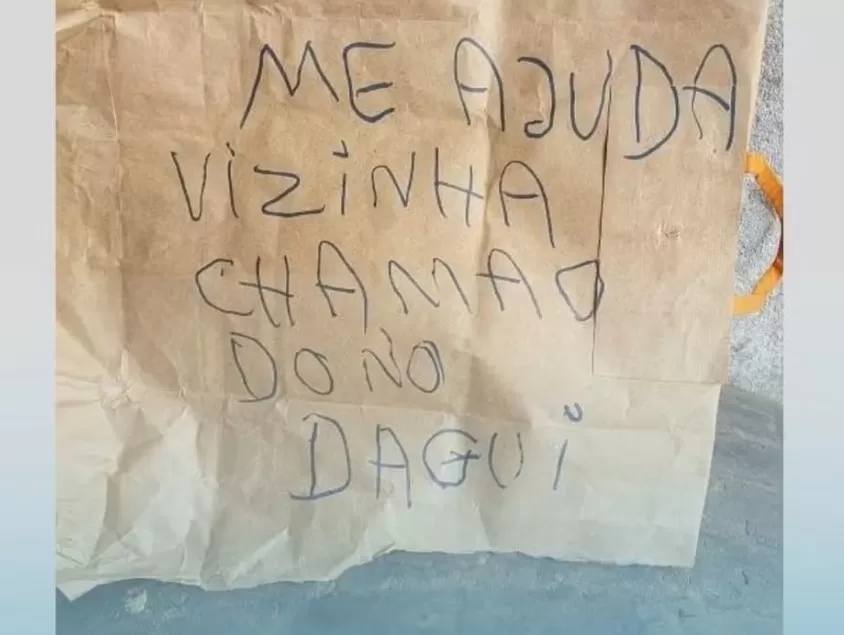 ME AJUDA
VIZINHA
CHAMA O
DONO
DAGUI